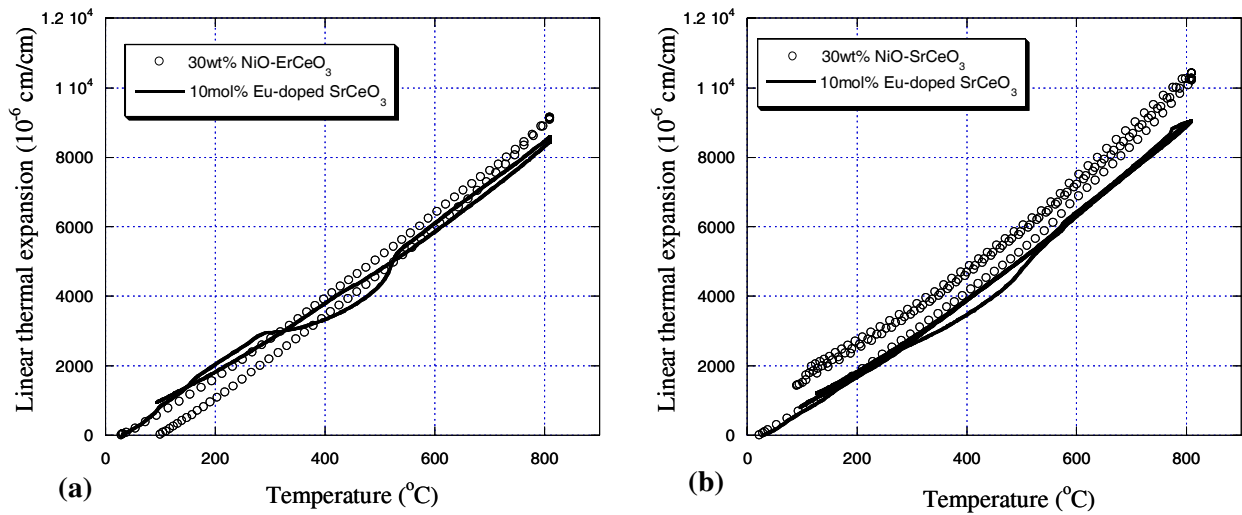 1.2 10⁴
1 10⁴
8000
6000
4000
2000
0
0
200
400
600
800
Linear thermal expansion (10⁻⁶ cm/cm)
Temperature (°C)
30wt% NiO-ErCeO₃
10mol% Eu-doped SrCeO₃
(a)
1.2 10⁴
1 10⁴
8000
6000
4000
2000
0
0
200
400
600
800
Linear thermal expansion (10⁻⁶ cm/cm)
Temperature (°C)
30wt% NiO-SrCeO₃
10mol% Eu-doped SrCeO₃
(b)